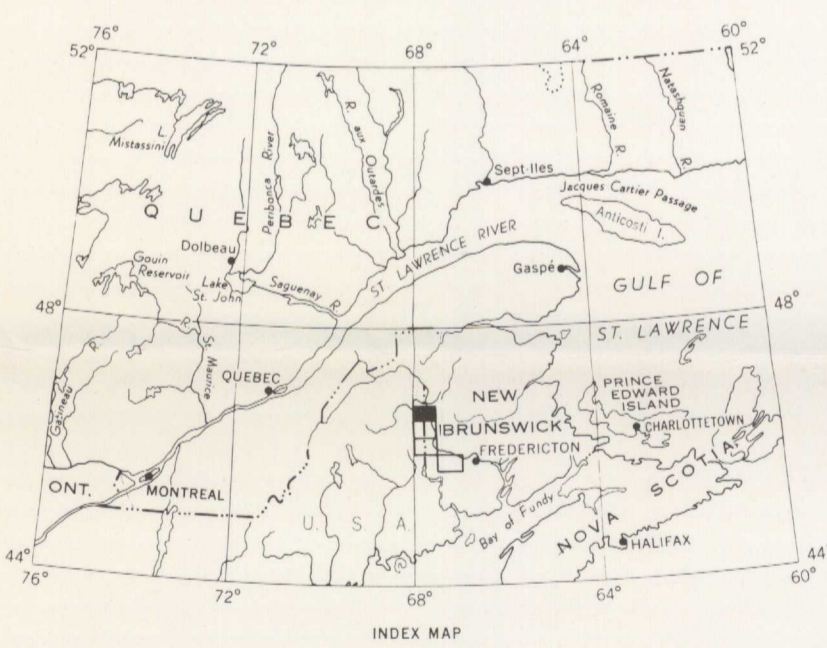 76°
72°
68°
64°
60°
52°
52°
L.
Mistassini
Peribonca River
R. aux Outardes
Romaine R.
Natashquan R.
Sept-Iles
Jacques Cartier Passage
Anticosti I.
QUEBEC
Dolbeau
Gouin
Reservoir
Lake
St. John
Saguenay R.
ST. LAWRENCE RIVER
Gaspé
GULF OF
ST. LAWRENCE
48°
48°
Gatineau R.
St. Maurice R.
QUEBEC
NEW
BRUNSWICK
PRINCE
EDWARD
ISLAND
CHARLOTTETOWN
FREDERICTON
ONT.
MONTREAL
U. S. A.
Bay of Fundy
NOVA SCOTIA
HALIFAX
44°
44
76°
72°
68°
64°
60°
INDEX MAP